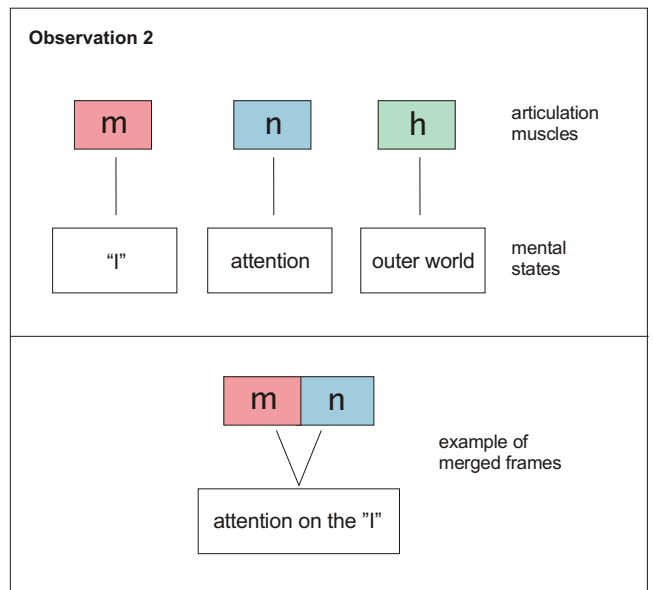 Observation 2
m n h
articulation
muscles
“I” attention outer world
mental
states
m n
example of
merged frames
attention on the ”I”